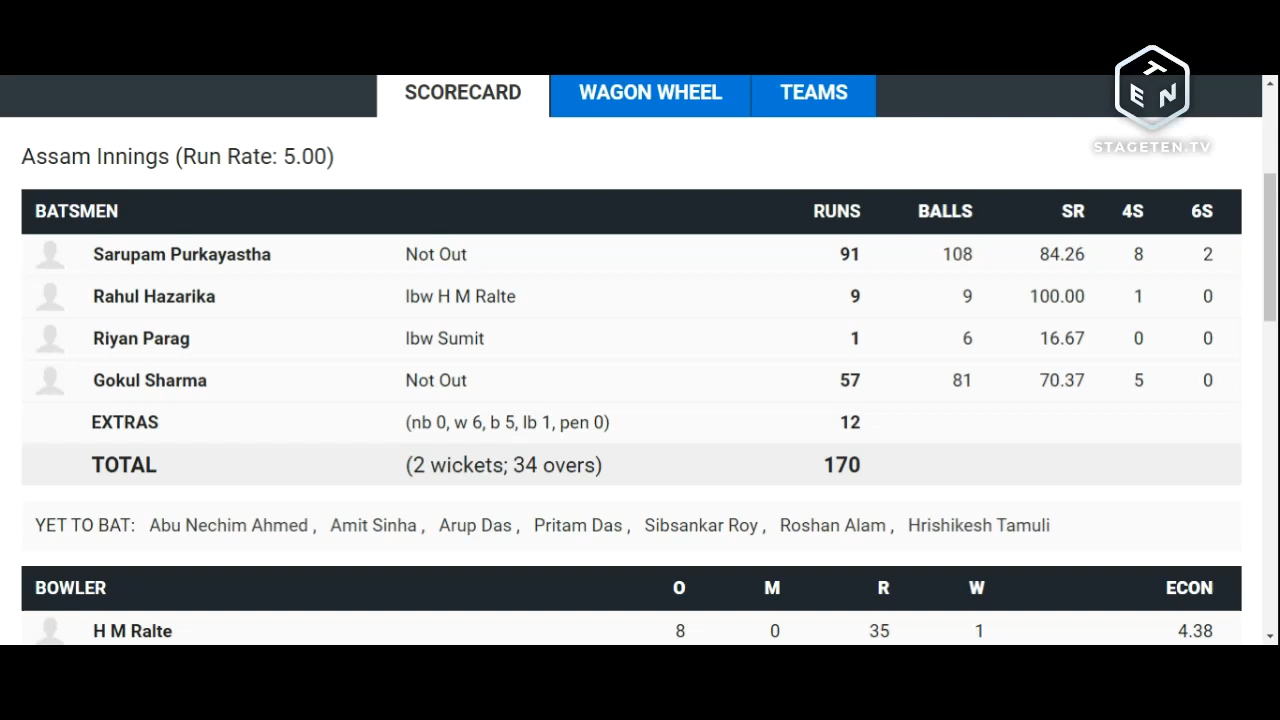 SCORECARD WAGON WHEEL TEAMS
T
E N
STAGETEN.TV
Assam Innings (Run Rate: 5.00)
BATSMEN RUNS BALLS SR 4S 6S
Sarupam Purkayastha Not Out 91 108 84.26 8 2
Rahul Hazarika lbw H M Ralte 9 9 100.00 1 0
Riyan Parag lbw Sumit 1 6 16.67 0 0
Gokul Sharma Not Out 57 81 70.37 5 0
EXTRAS (nb 0, w 6, b 5, lb 1, pen 0) 12
TOTAL (2 wickets; 34 overs) 170
YET TO BAT: Abu Nechim Ahmed , Amit Sinha , Arup Das , Pritam Das , Sibsankar Roy , Roshan Alam , Hrishikesh Tamuli
BOWLER O M R W ECON
H M Ralte 8 0 35 1 4.38